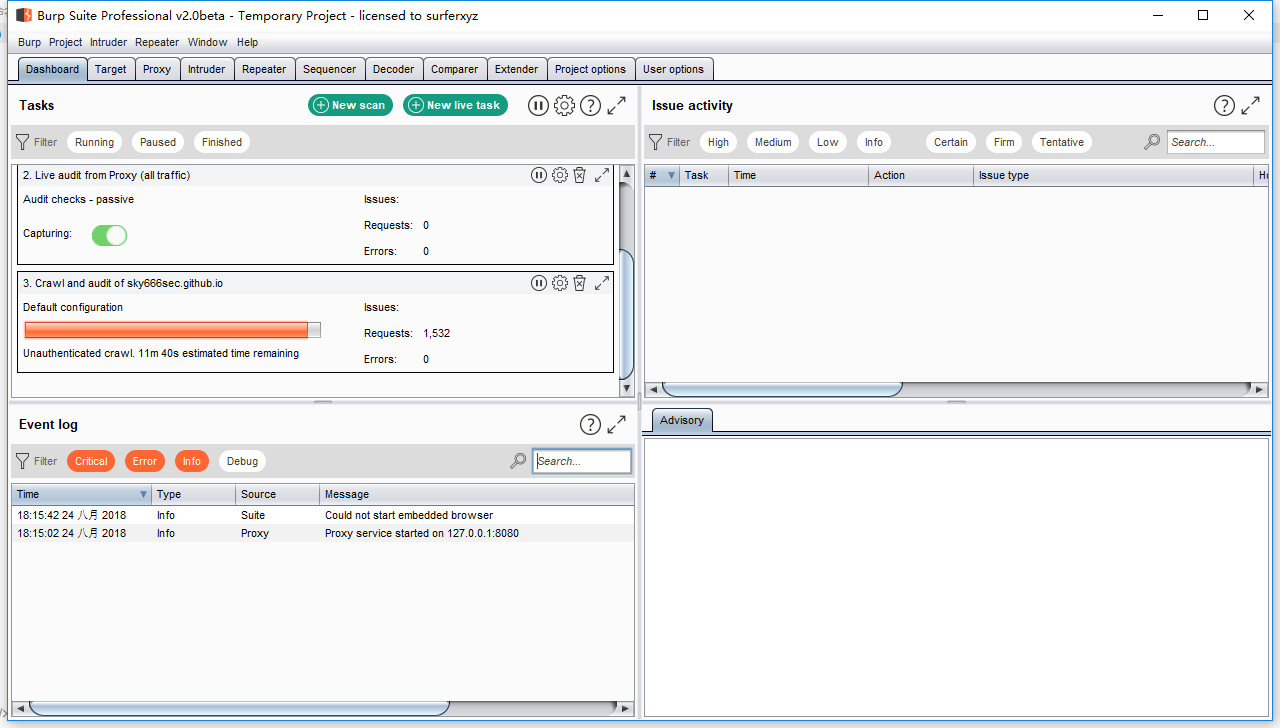 Burp Suite Professional v2.0beta - Temporary Project - licensed to surferxyz
Burp Project Intruder Repeater Window Help
Dashboard Target Proxy Intruder Repeater Sequencer Decoder Comparer Extender Project options User options
Tasks New scan New live task
Filter Running Paused Finished
2. Live audit from Proxy (all traffic)
Audit checks - passive Issues:
Requests: 0
Capturing:
Errors: 0
3. Crawl and audit of sky666sec.github.io
Default configuration Issues:
Requests: 1,532
Unauthenticated crawl. 11m 40s estimated time remaining
Errors: 0
Issue activity
Filter High Medium Low Info Certain Firm Tentative Search...
# Task Time Action Issue type
Event log
Filter Critical Error Info Debug Search...
Time Type Source Message
18:15:42 24 八月 2018 Info Suite Could not start embedded browser
18:15:02 24 八月 2018 Info Proxy Proxy service started on 127.0.0.1:8080
Advisory